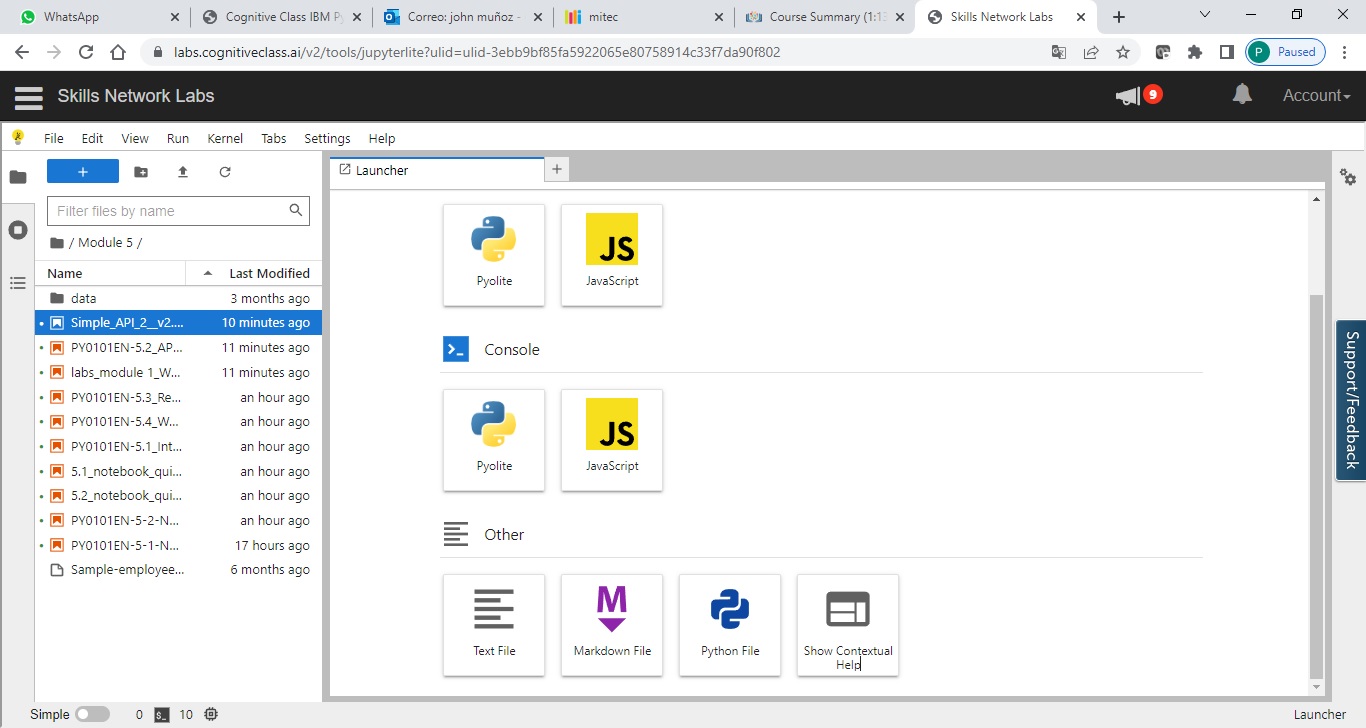 WhatsApp
Cognitive Class IBM Py
Correo: john muñoz -
mitec
Course Summary (1:13
Skills Network Labs
labs.cognitiveclass.ai/v2/tools/jupyterlite?ulid=ulid-3ebb9bf85fa5922065e80758914c33f7da90f802
P Paused
Skills Network Labs
9
Account
File Edit View Run Kernel Tabs Settings Help
+
Launcher
+
Filter files by name
/ Module 5 /
Name Last Modified
data 3 months ago
Simple_API_2__v2.... 10 minutes ago
PY0101EN-5.2_AP... 11 minutes ago
labs_module 1_W... 11 minutes ago
PY0101EN-5.3_Re... an hour ago
PY0101EN-5.4_W... an hour ago
PY0101EN-5.1_Int... an hour ago
5.1_notebook_qui... an hour ago
5.2_notebook_qui... an hour ago
PY0101EN-5-2-N... an hour ago
PY0101EN-5-1-N... 17 hours ago
Sample-employee... 6 months ago
Pyolite
JS
JavaScript
Console
Pyolite
JS
JavaScript
Other
Text File
M
Markdown File
Python File
Show Contextual
Help
Support/Feedback
Simple 0 10
Launcher